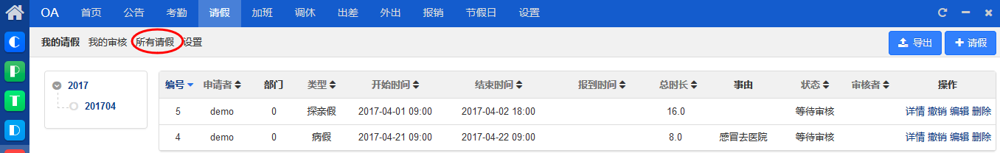 OA 首页 公告 考勤 请假 加班 调休 出差 外出 报销 节假日 设置
我的请假 我的审核 所有请假 设置 导出 请假
2017
201704
编号 申请者 部门 类型 开始时间 结束时间 报到时间 总时长 事由 状态 审核者 操作
5 demo 0 探亲假 2017-04-01 09:00 2017-04-02 18:00 16.0 等待审核 详情 撤销 编辑 删除
4 demo 0 病假 2017-04-21 09:00 2017-04-22 09:00 8.0 感冒去医院 等待审核 详情 撤销 编辑 删除
C
P
T
D